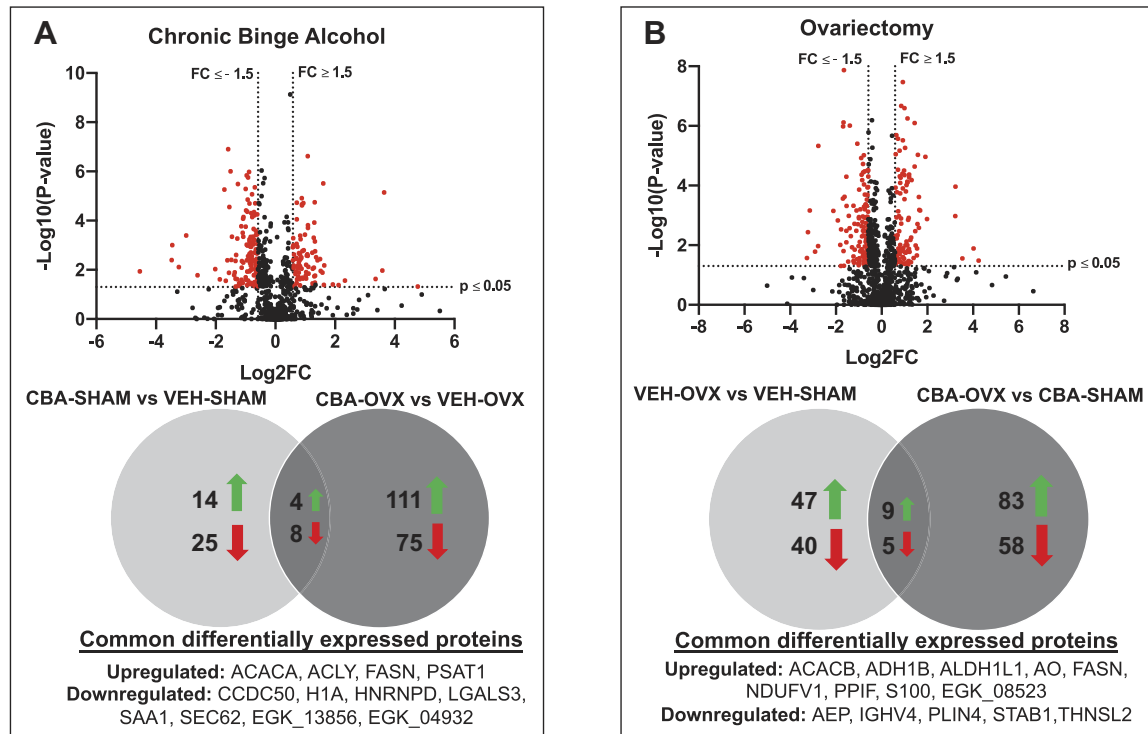 A
Chronic Binge Alcohol
FC ≤ - 1.5
FC ≥ 1.5
10
8
6
4
2
0
-Log10(P-value)
p ≤ 0.05
-6
-4
-2
0
2
4
6
Log2FC
CBA-SHAM vs VEH-SHAM
CBA-OVX vs VEH-OVX
14
4
111
25
8
75
Common differentially expressed proteins
Upregulated: ACACA, ACLY, FASN, PSAT1
Downregulated: CCDC50, H1A, HNRNPD, LGALS3,
SAA1, SEC62, EGK_13856, EGK_04932
B
Ovariectomy
FC ≤ - 1.5
FC ≥ 1.5
8
6
4
2
0
-Log10(P-value)
p ≤ 0.05
-8
-6
-4
-2
0
2
4
6
8
Log2FC
VEH-OVX vs VEH-SHAM
CBA-OVX vs CBA-SHAM
47
9
83
40
5
58
Common differentially expressed proteins
Upregulated: ACACB, ADH1B, ALDH1L1, AO, FASN,
NDUFV1, PPIF, S100, EGK_08523
Downregulated: AEP, IGHV4, PLIN4, STAB1,THNSL2